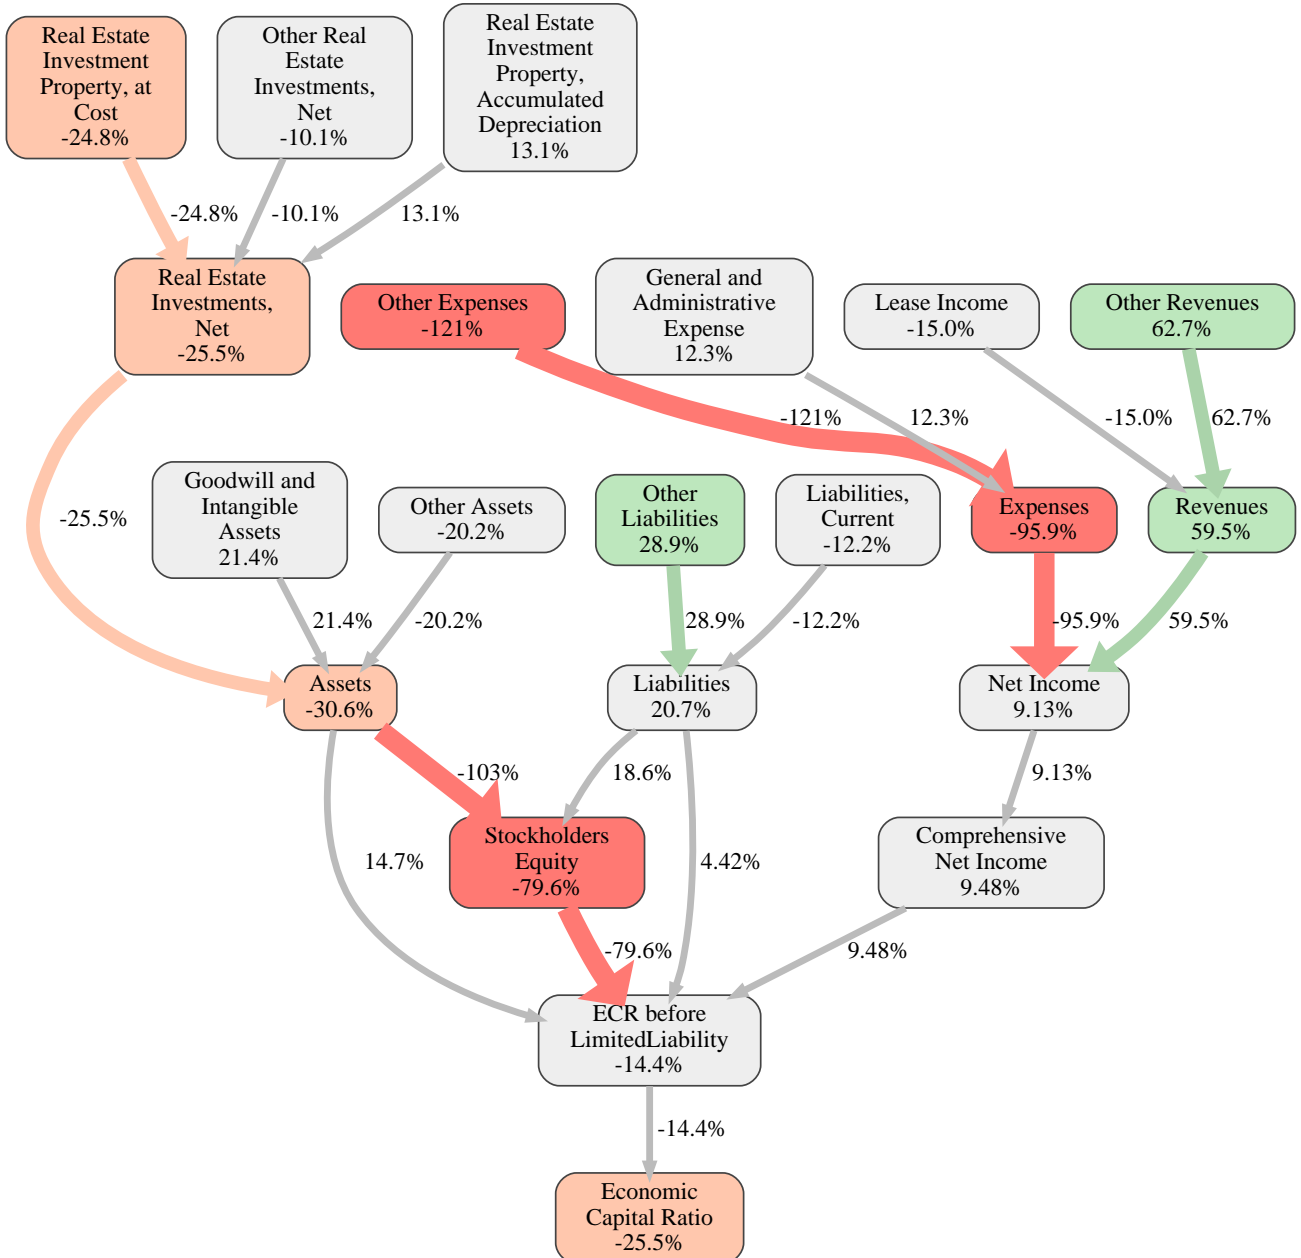 Real Estate
Investment
Property, at
Cost
-24.8%
Other Real
Estate
Investments,
Net
-10.1%
Real Estate
Investment
Property,
Accumulated
Depreciation
13.1%
-24.8%
-10.1%
13.1%
Real Estate
Investments,
Net
-25.5%
Other Expenses
-121%
General and
Administrative
Expense
12.3%
Lease Income
-15.0%
Other Revenues
62.7%
-121%
12.3%
-15.0%
62.7%
-25.5%
Goodwill and
Intangible
Assets
21.4%
Other Assets
-20.2%
Other
Liabilities
28.9%
Liabilities,
Current
-12.2%
Expenses
-95.9%
Revenues
59.5%
21.4%
-20.2%
28.9%
-12.2%
-95.9%
59.5%
Assets
-30.6%
Liabilities
20.7%
Net Income
9.13%
-103%
18.6%
9.13%
14.7%
Stockholders
Equity
-79.6%
4.42%
Comprehensive
Net Income
9.48%
-79.6%
9.48%
ECR before
LimitedLiability
-14.4%
-14.4%
Economic
Capital Ratio
-25.5%